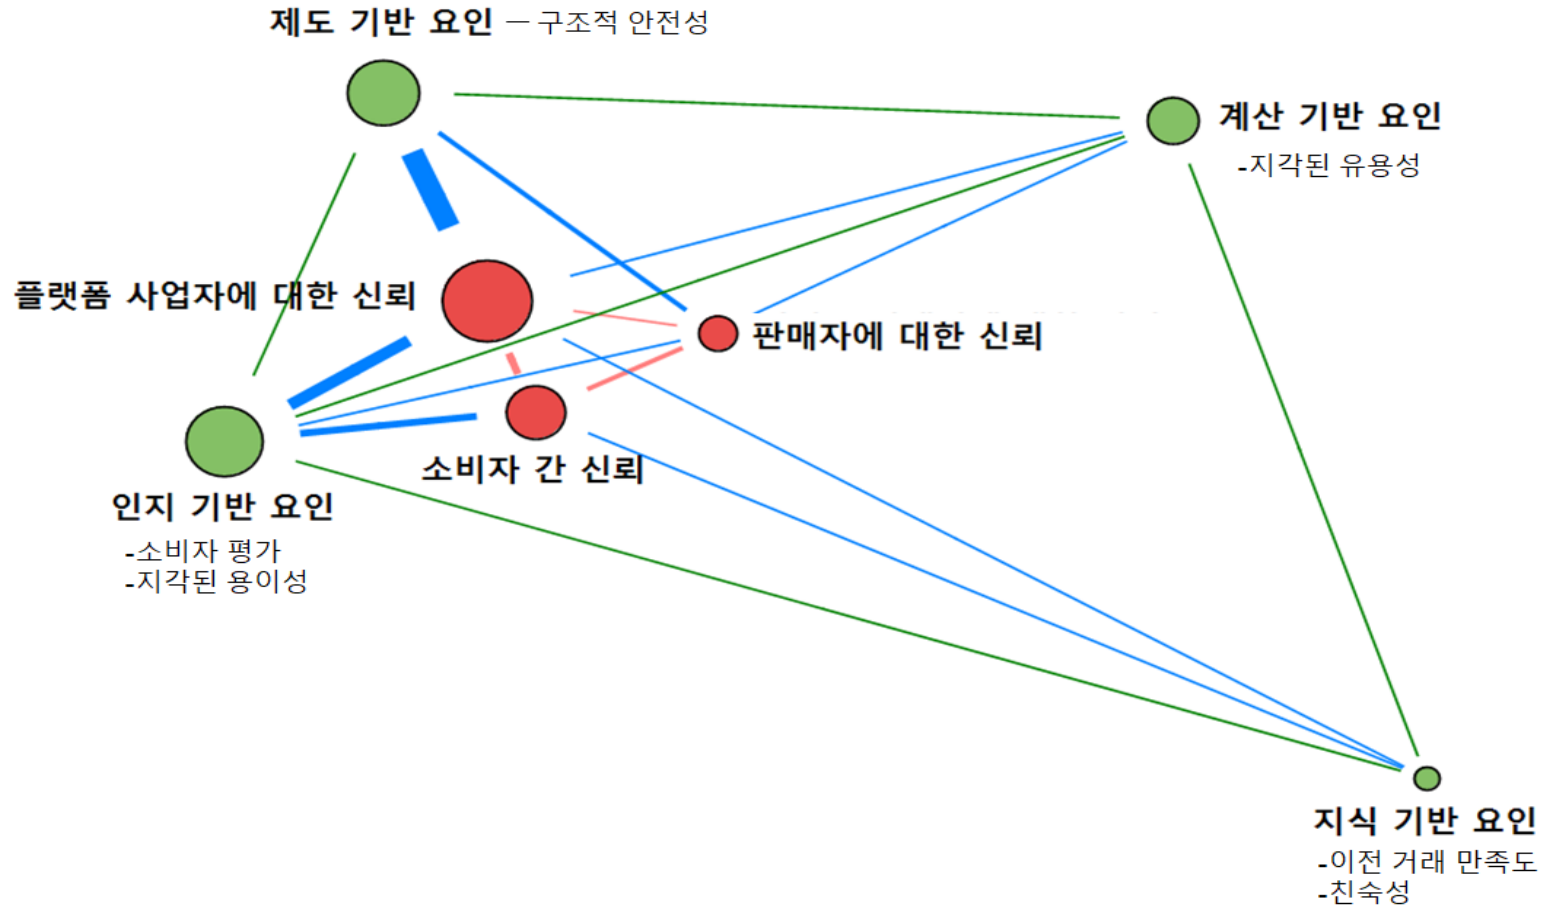 제도 기반 요인 — 구조적 안전성
계산 기반 요인
-지각된 유용성
플랫폼 사업자에 대한 신뢰
판매자에 대한 신뢰
소비자 간 신뢰
인지 기반 요인
-소비자 평가
-지각된 용이성
지식 기반 요인
-이전 거래 만족도
-친숙성